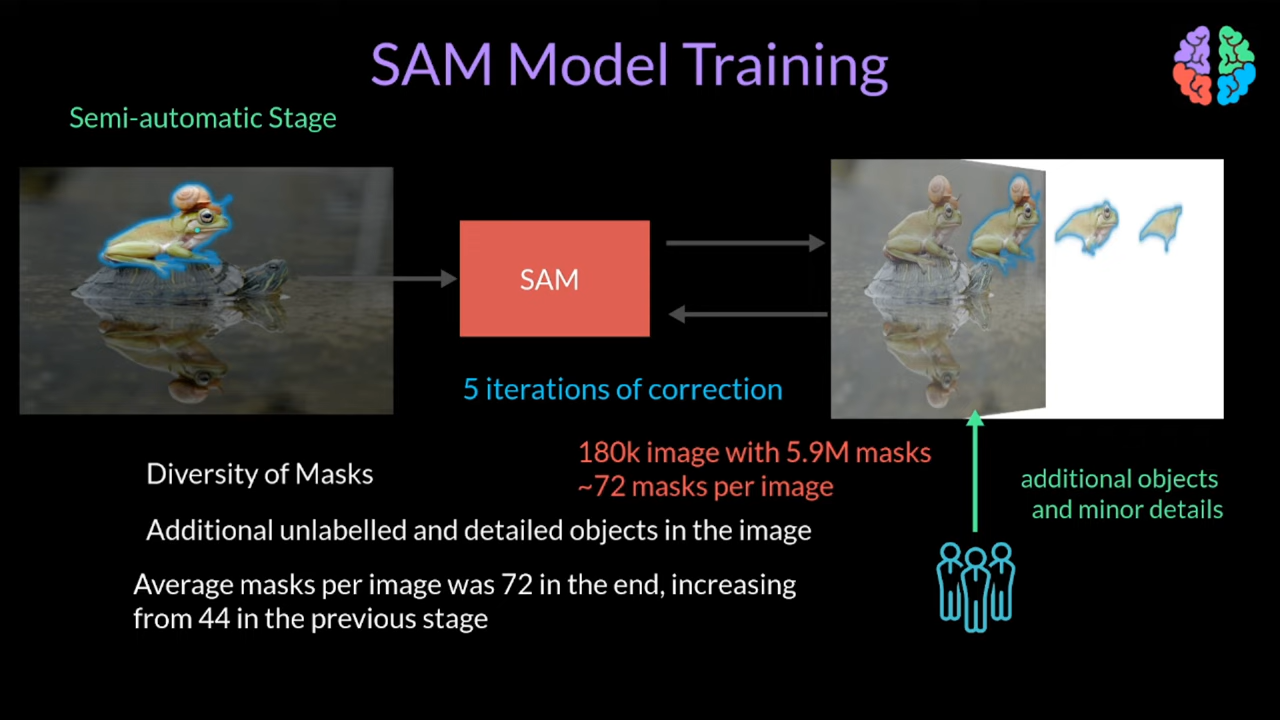 SAM Model Training
Semi-automatic Stage
SAM
5 iterations of correction
180k image with 5.9M masks
~72 masks per image
additional objects
and minor details
Diversity of Masks
Additional unlabelled and detailed objects in the image
Average masks per image was 72 in the end, increasing
from 44 in the previous stage